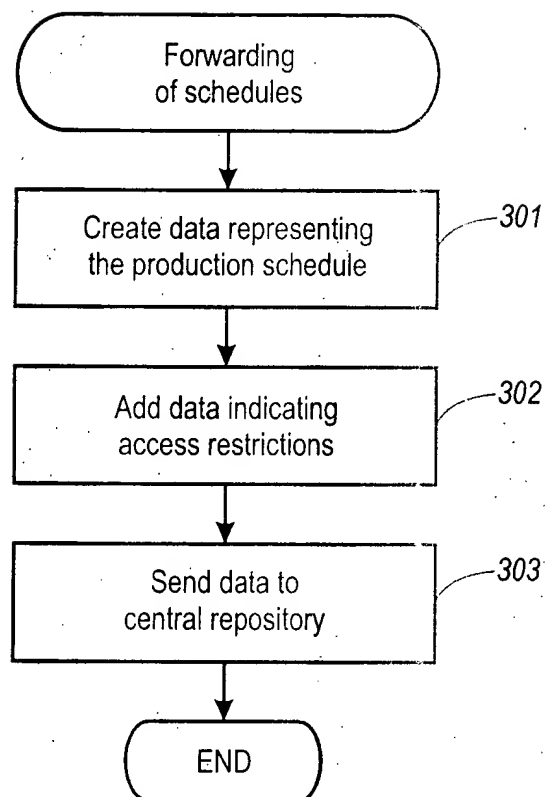 Forwarding
of schedules
Create data representing
the production schedule
301
Add data indicating
access restrictions
302
Send data to
central repository
303
END